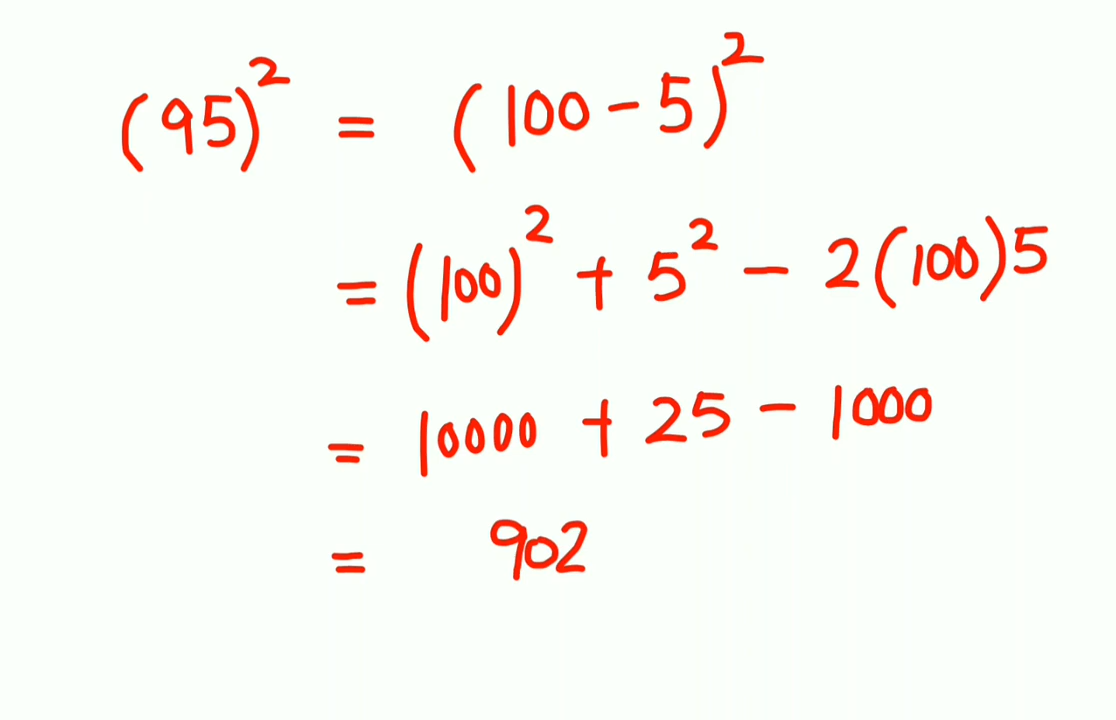 (95)² = (100 - 5)²
= (100)² + 5² - 2(100)5
= 10000 + 25 - 1000
= 902